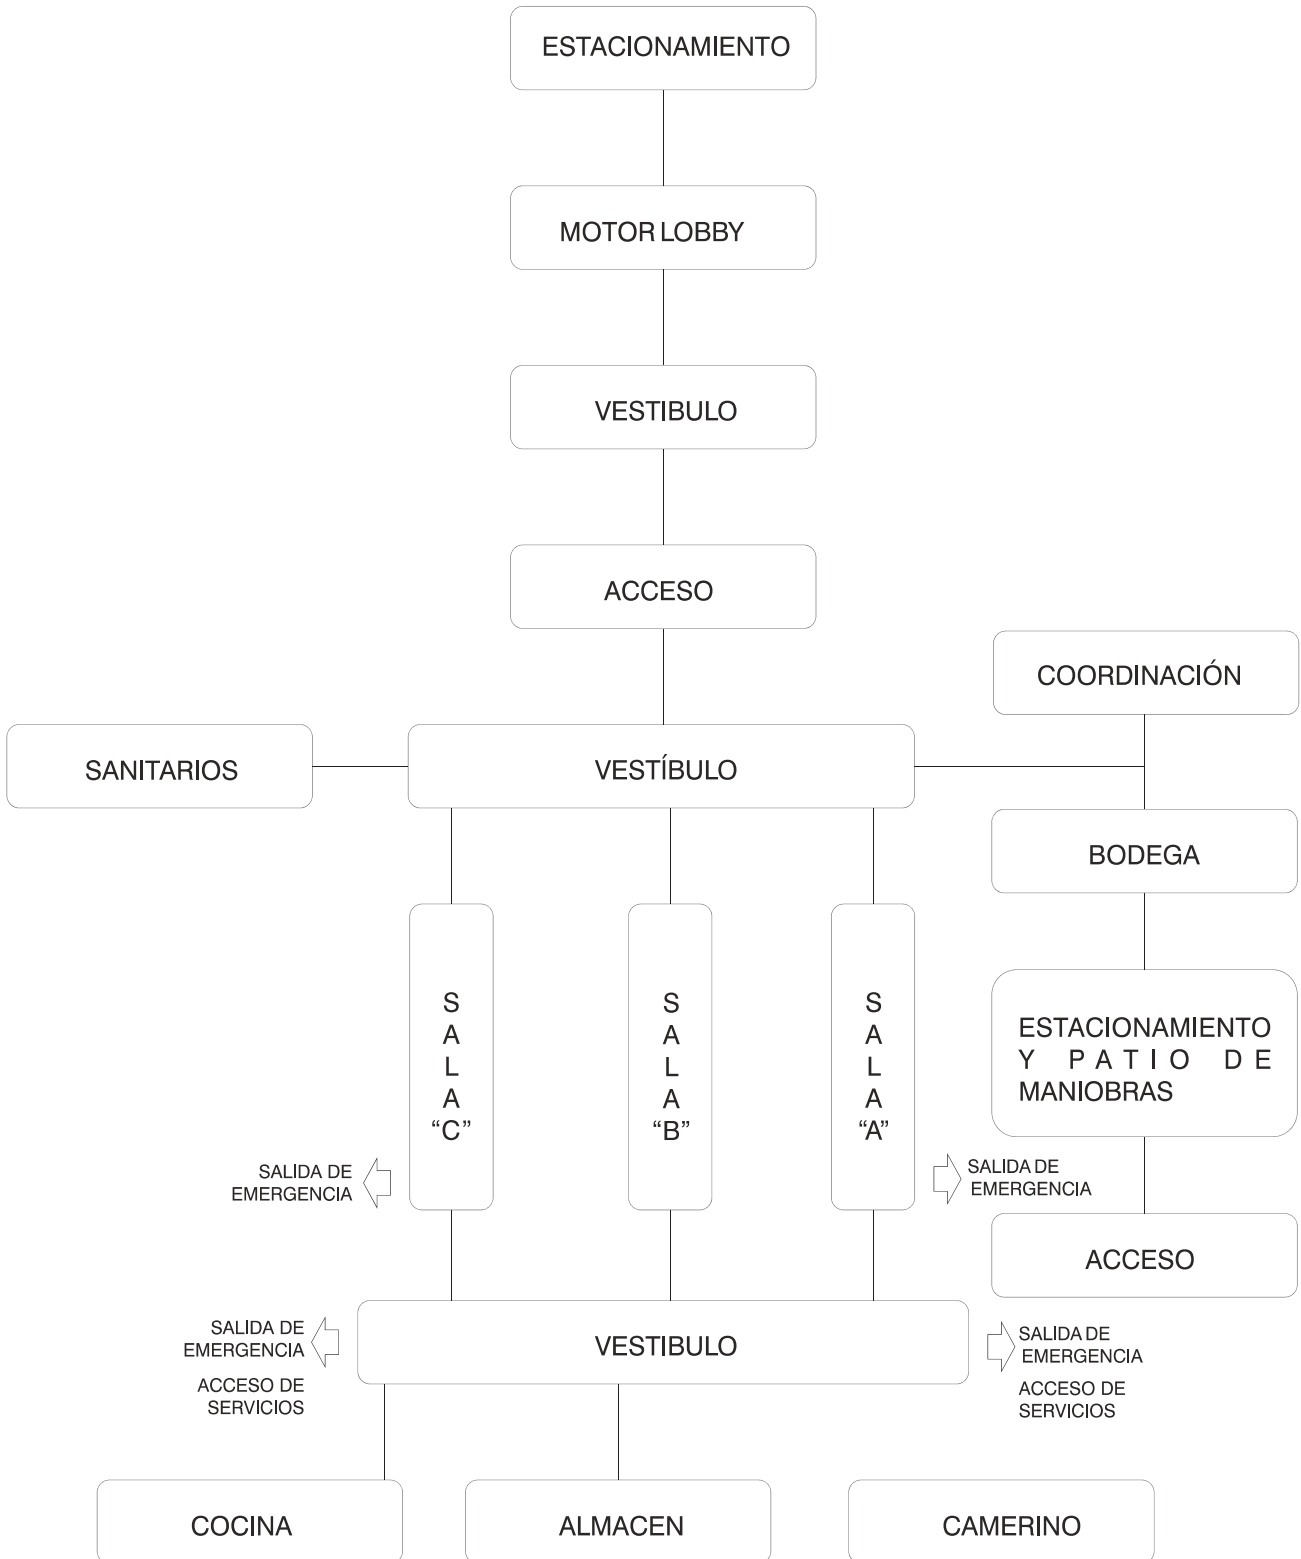 ESTACIONAMIENTO
MOTOR LOBBY
VESTIBULO
ACCESO
COORDINACIÓN
SANITARIOS
VESTÍBULO
BODEGA
S
A
L
A
“C”
S
A
L
A
“B”
S
A
L
A
“A”
ESTACIONAMIENTO
Y PATIO DE
MANIOBRAS
SALIDA DE
EMERGENCIA
SALIDA DE
EMERGENCIA
ACCESO
SALIDA DE
EMERGENCIA
ACCESO DE
SERVICIOS
VESTIBULO
SALIDA DE
EMERGENCIA
ACCESO DE
SERVICIOS
COCINA
ALMACEN
CAMERINO